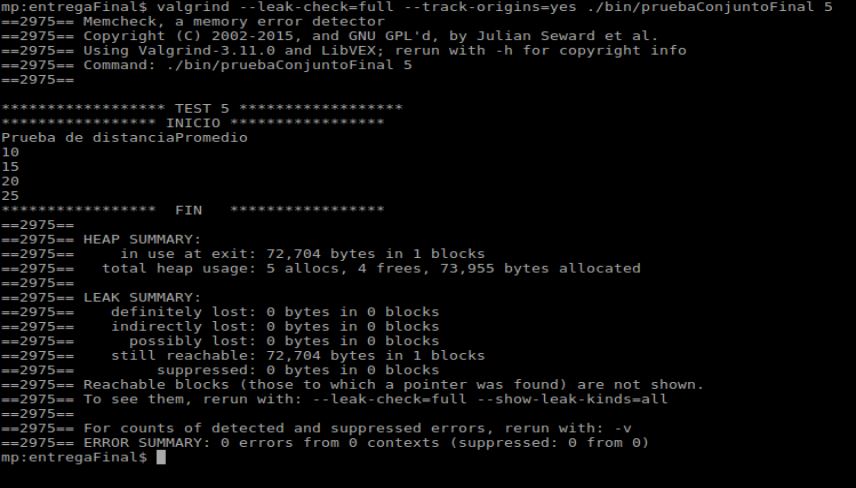 mp:entregaFinal$ valgrind --leak-check=full --track-origins=yes ./bin/pruebaConjuntoFinal 5
==2975== Memcheck, a memory error detector
==2975== Copyright (C) 2002-2015, and GNU GPL'd, by Julian Seward et al.
==2975== Using Valgrind-3.11.0 and LibVEX; rerun with -h for copyright info
==2975== Command: ./bin/pruebaConjuntoFinal 5
==2975==
****************** TEST 5 ******************
***************** INICIO *****************
Prueba de distanciaPromedio
10
15
20
25
*****************  FIN   *****************
==2975==
==2975== HEAP SUMMARY:
==2975==     in use at exit: 72,704 bytes in 1 blocks
==2975==   total heap usage: 5 allocs, 4 frees, 73,955 bytes allocated
==2975==
==2975== LEAK SUMMARY:
==2975==    definitely lost: 0 bytes in 0 blocks
==2975==    indirectly lost: 0 bytes in 0 blocks
==2975==      possibly lost: 0 bytes in 0 blocks
==2975==    still reachable: 72,704 bytes in 1 blocks
==2975==         suppressed: 0 bytes in 0 blocks
==2975== Reachable blocks (those to which a pointer was found) are not shown.
==2975== To see them, rerun with: --leak-check=full --show-leak-kinds=all
==2975==
==2975== For counts of detected and suppressed errors, rerun with: -v
==2975== ERROR SUMMARY: 0 errors from 0 contexts (suppressed: 0 from 0)
mp:entregaFinal$